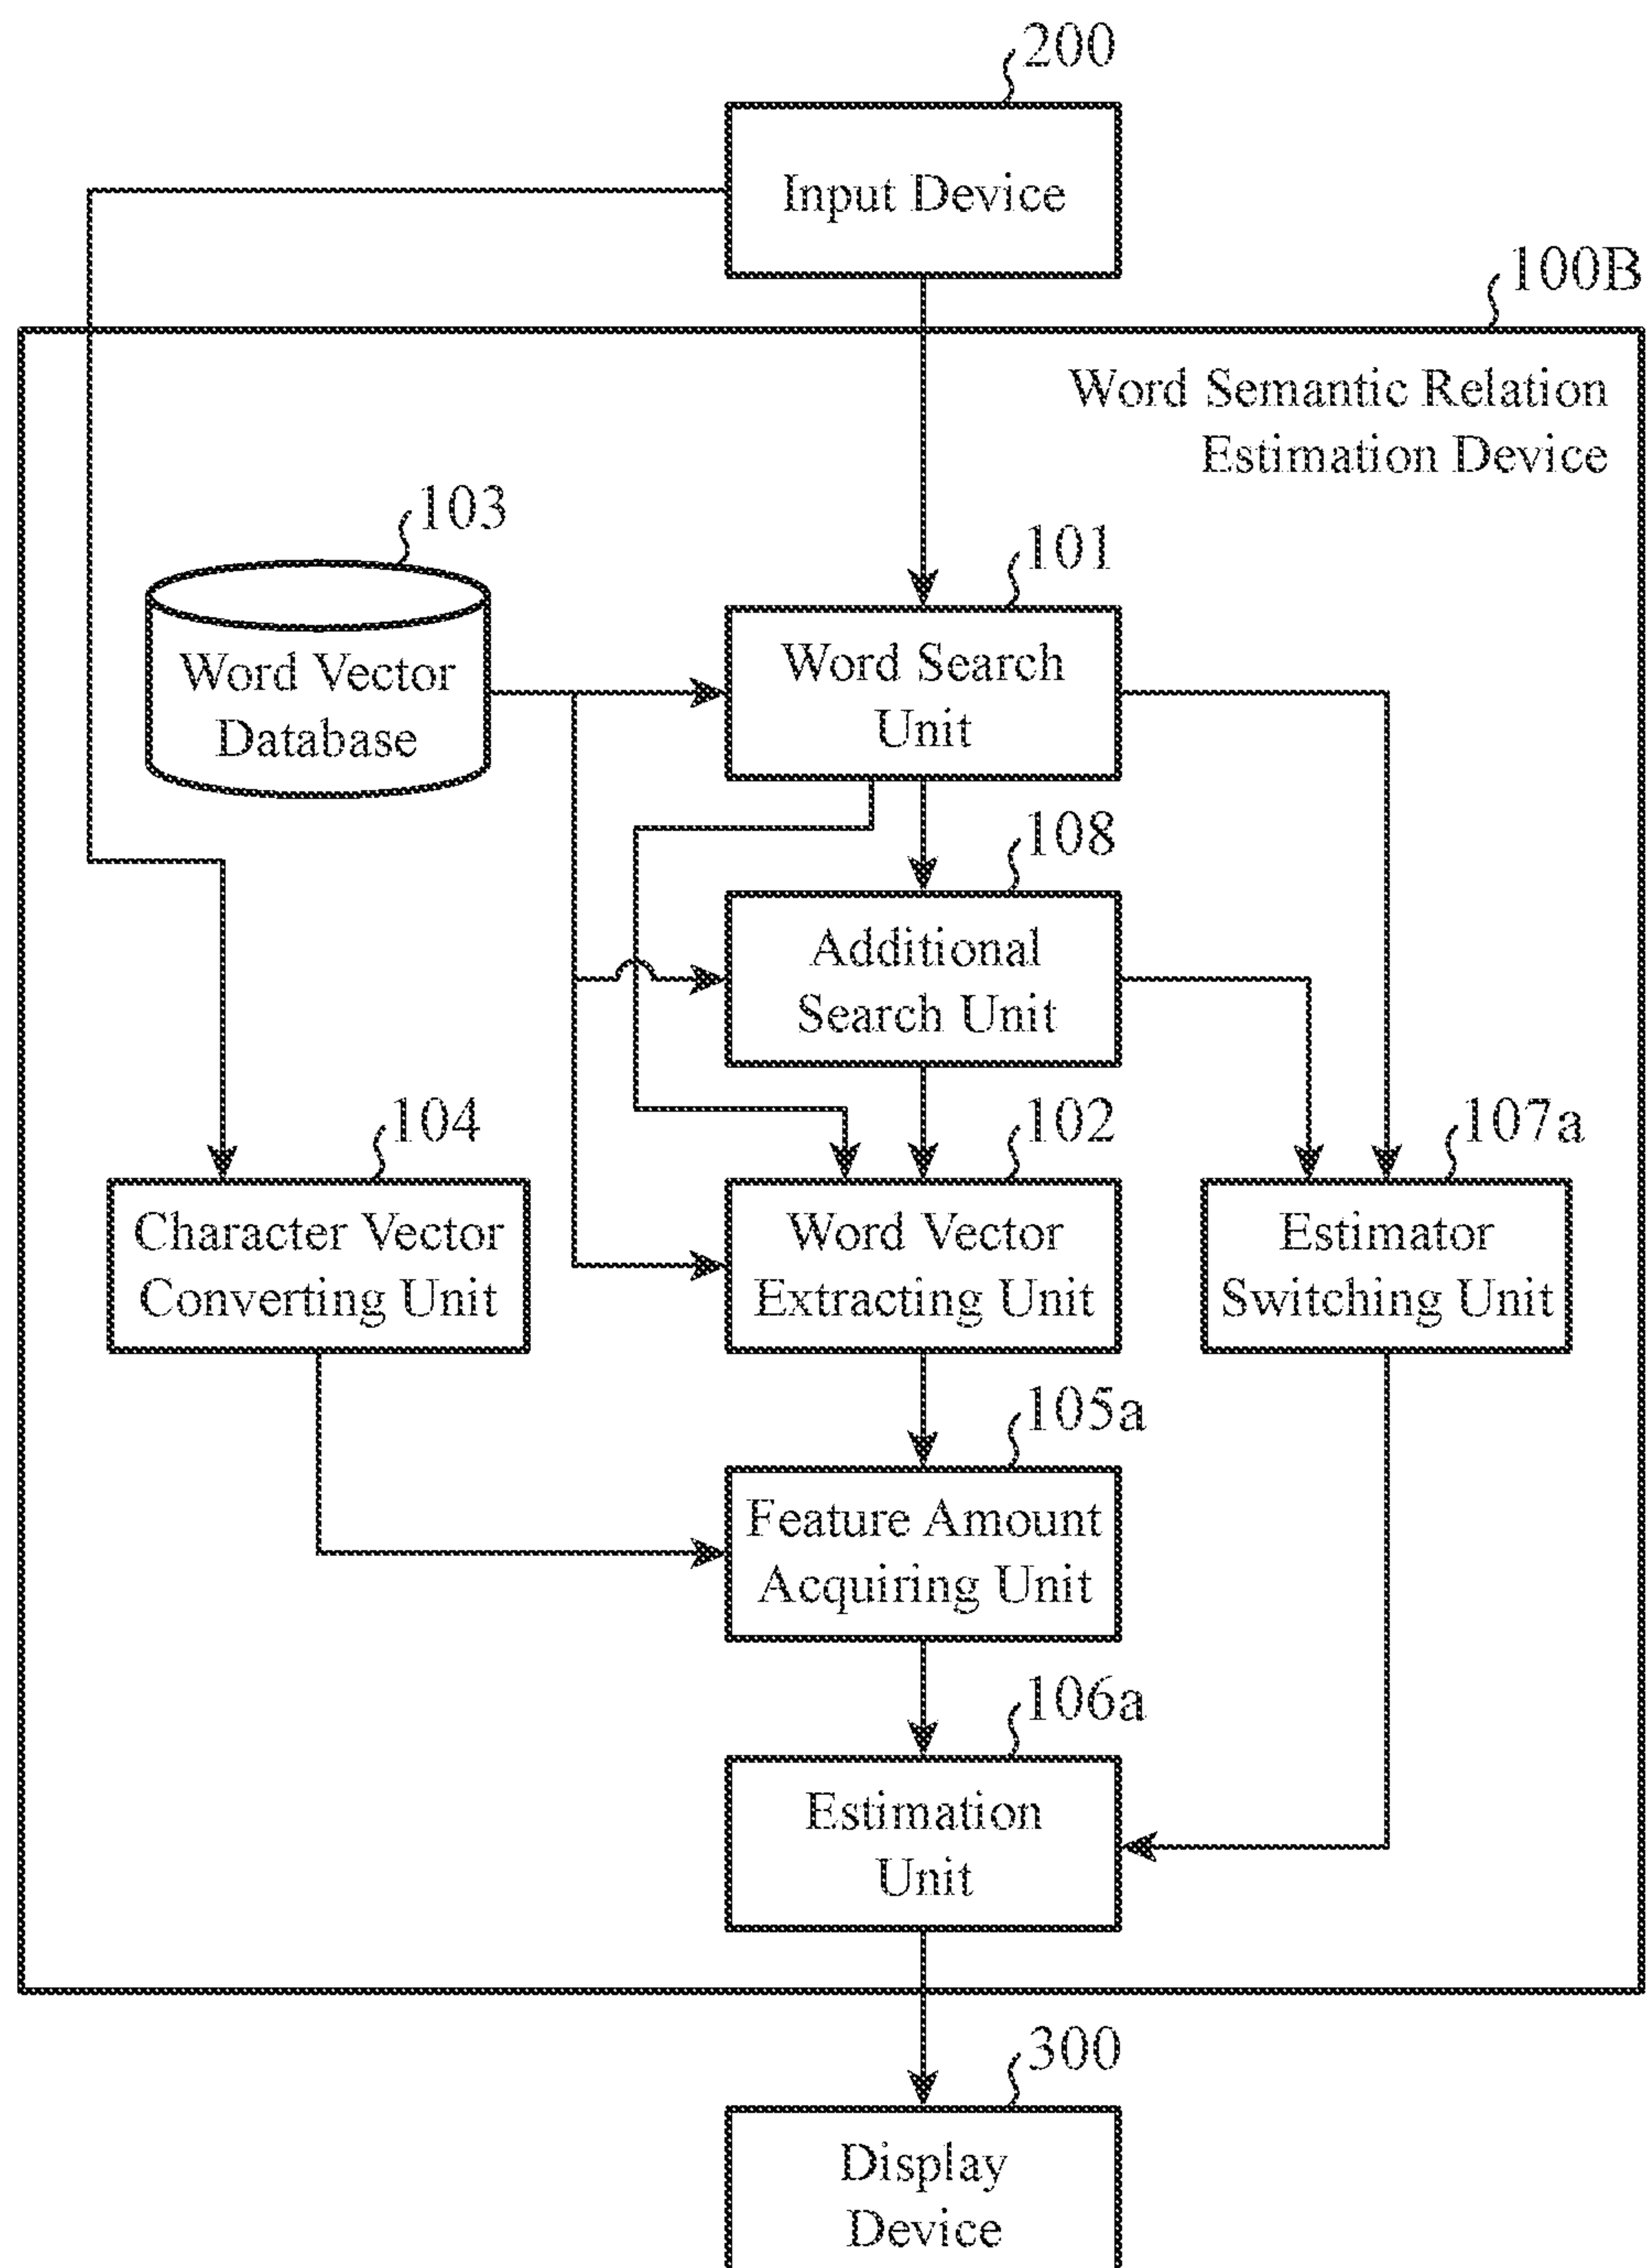 200
Input Device
100B
Word Semantic Relation
Estimation Device
103
Word Vector
Database
101
Word Search
Unit
108
Additional
Search Unit
104
Character Vector
Converting Unit
102
Word Vector
Extracting Unit
107a
Estimator
Switching Unit
105a
Feature Amount
Acquiring Unit
106a
Estimation
Unit
300
Display
Device